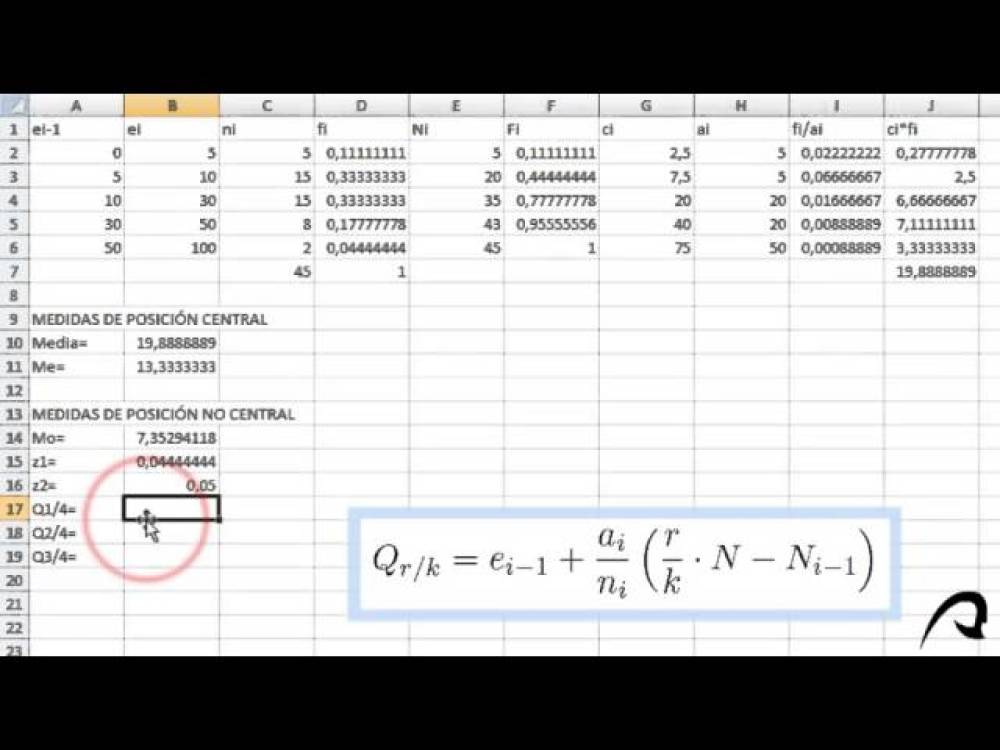 A B C D E F G H I J
1 ei-1 ei ni fi Ni Fi ci ai fi/ai ci*fi
2 0 5 5 0,11111111 5 0,11111111 2,5 5 0,02222222 0,27777778
3 5 10 15 0,33333333 20 0,44444444 7,5 5 0,06666667 2,5
4 10 30 15 0,33333333 35 0,77777778 20 20 0,01666667 6,66666667
5 30 50 8 0,17777778 43 0,95555556 40 20 0,00888889 7,11111111
6 50 100 2 0,04444444 45 1 75 50 0,00088889 3,33333333
7 45 1 19,8888889
8
9 MEDIDAS DE POSICIÓN CENTRAL
10 Media= 19,8888889
11 Me= 13,3333333
12
13 MEDIDAS DE POSICIÓN NO CENTRAL
14 Mo= 7,35294118
15 z1= 0,04444444
16 z2= 0,05
17 Q1/4=
18 Q2/4=
19 Q3/4=
20
21
22
23
Q_{r/k} = e_{i−1} + \frac{a_i}{n_i} ( \frac{r}{k} · N − N_{i−1} )